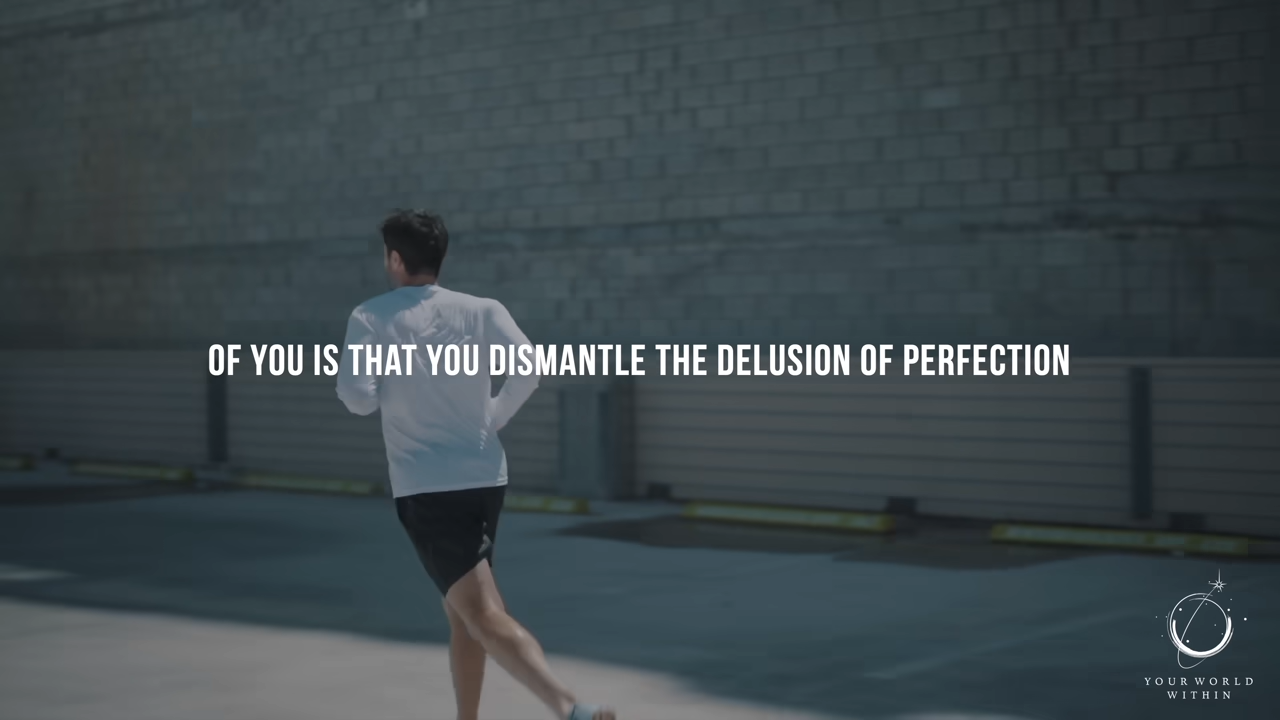 OF YOU IS THAT YOU DISMANTLE THE DELUSION OF PERFECTION
YOUR WORLD
WITHIN